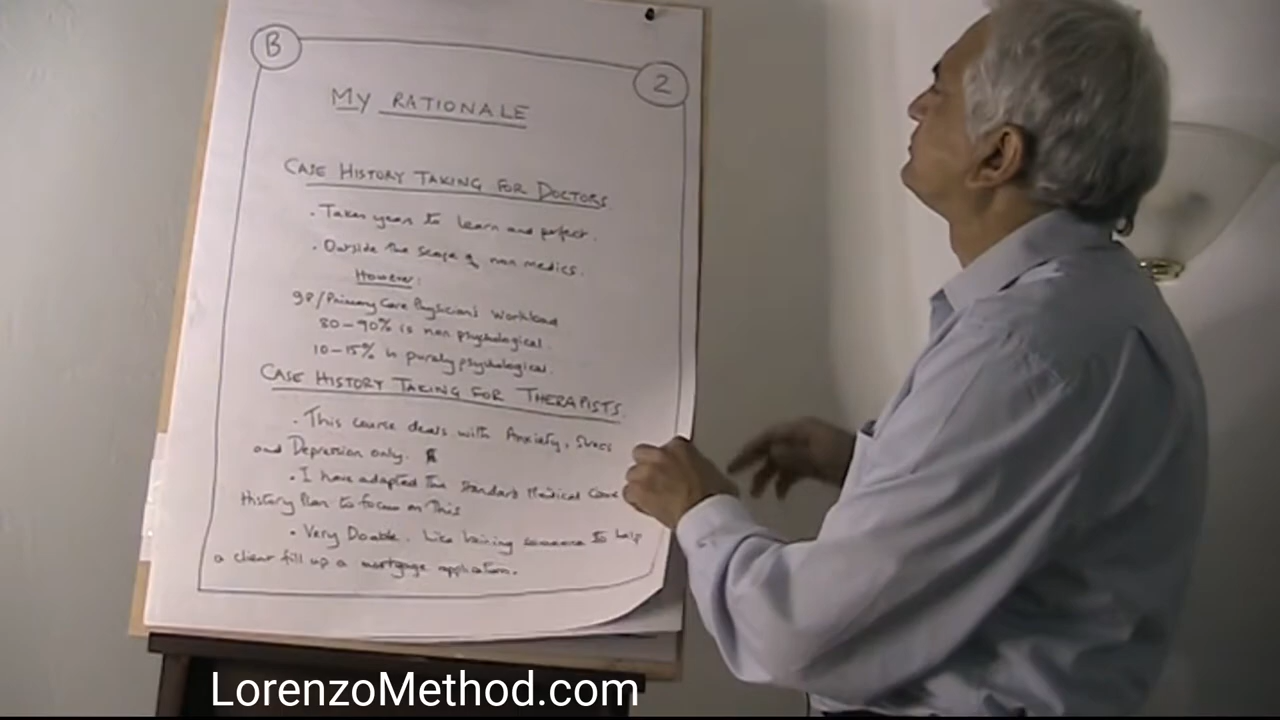 B
2
MY RATIONALE
CASE HISTORY TAKING FOR DOCTORS
. Takes years to learn and perfect.
. Outside the scope of non medics.
However:
GP/Primary Care Physician's Workload
80-90% is non psychological.
10-15% is purely psychological.
CASE HISTORY TAKING FOR THERAPISTS.
. This course deals with Anxiety, Stress
and Depression only.
. I have adapted the Standard Medical Case
History Plan to focus on This
. Very Doable. Like training someone to help
a client fill up a mortgage application.
LorenzoMethod.com